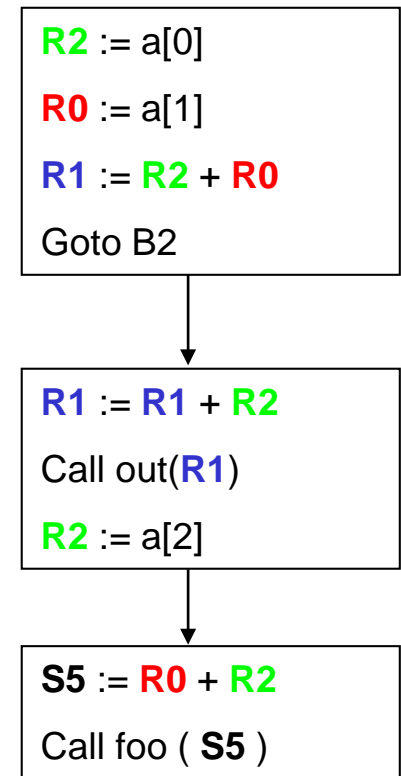 R2 := a[0]
R0 := a[1]
R1 := R2 + R0
Goto B2
R1 := R1 + R2
Call out(R1)
R2 := a[2]
S5 := R0 + R2
Call foo ( S5 )